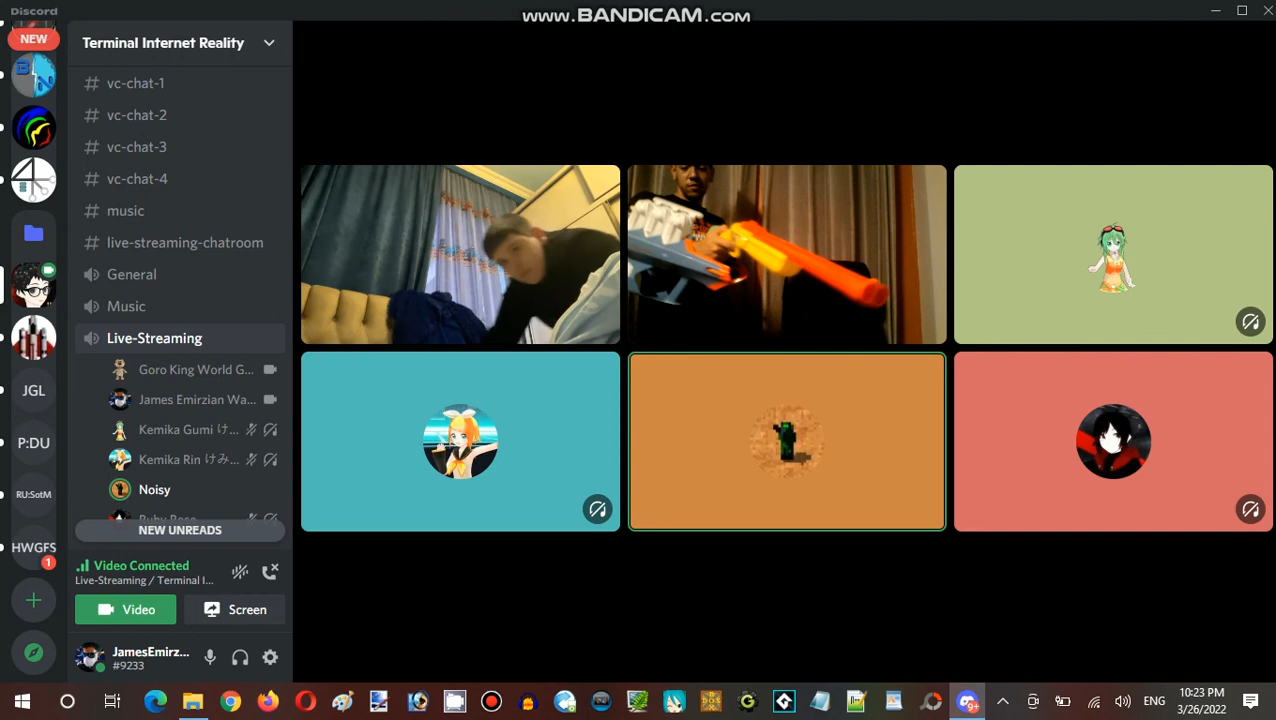 Discord
www.BANDICAM.com
NEW
Terminal Internet Reality
vc-chat-1
vc-chat-2
vc-chat-3
vc-chat-4
music
live-streaming-chatroom
General
Music
Live-Streaming
Goro King World G...
James Emirzian Wa...
Kemika Gumi け...
Kemika Rin けみ...
Noisy
Ruby Rose
NEW UNREADS
JGL
P:DU
RU:SotM
HWGFS
1
Video Connected
Live-Streaming / Terminal I...
Video
Screen
JamesEmirz...
#9233
9+
ENG
10:23 PM
3/26/2022